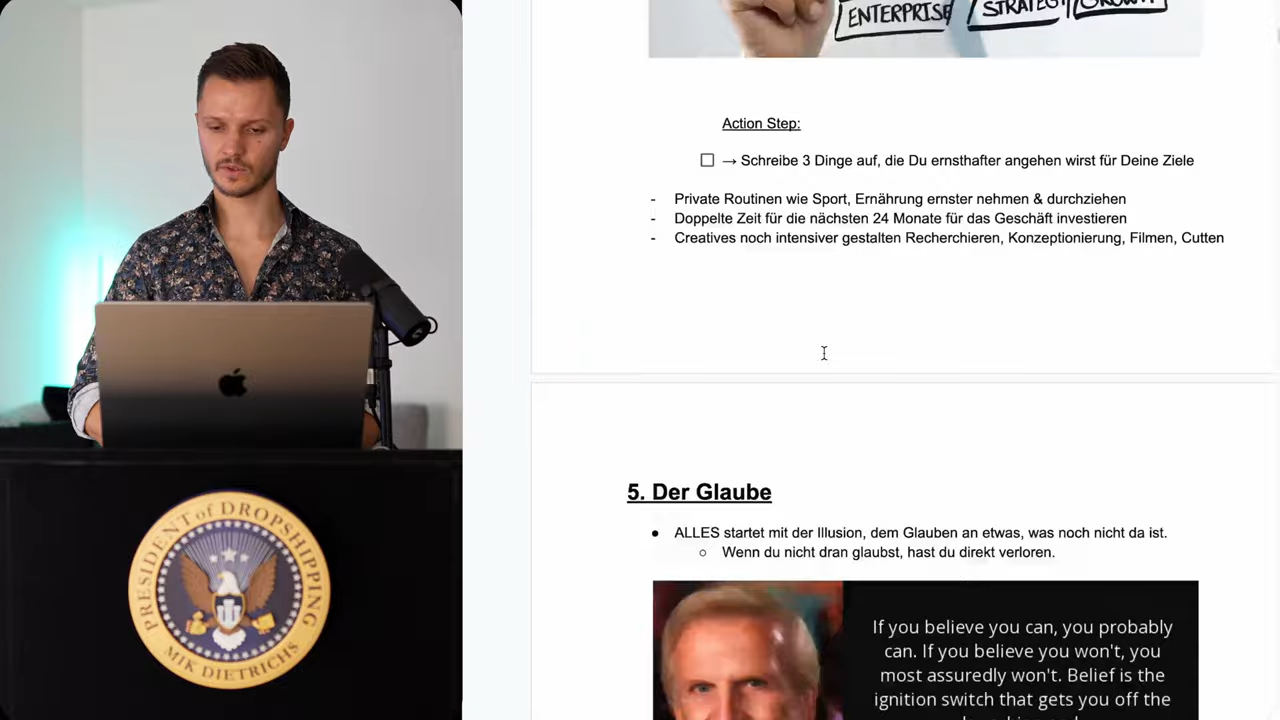 ENTERPRISE
STRATEGY
GROWTH
Action Step:
☐ → Schreibe 3 Dinge auf, die Du ernsthafter angehen wirst für Deine Ziele
- Private Routinen wie Sport, Ernährung ernster nehmen & durchziehen
- Doppelte Zeit für die nächsten 24 Monate für das Geschäft investieren
- Creatives noch intensiver gestalten Recherchieren, Konzeptionierung, Filmen, Cutten
5. Der Glaube
● ALLES startet mit der Illusion, dem Glauben an etwas, was noch nicht da ist.
○ Wenn du nicht dran glaubst, hast du direkt verloren.
If you believe you can, you probably
can. If you believe you won't, you
most assuredly won't. Belief is the
ignition switch that gets you off the
PRESIDENT of DROPSHIPPING
MIK DIETRICHS